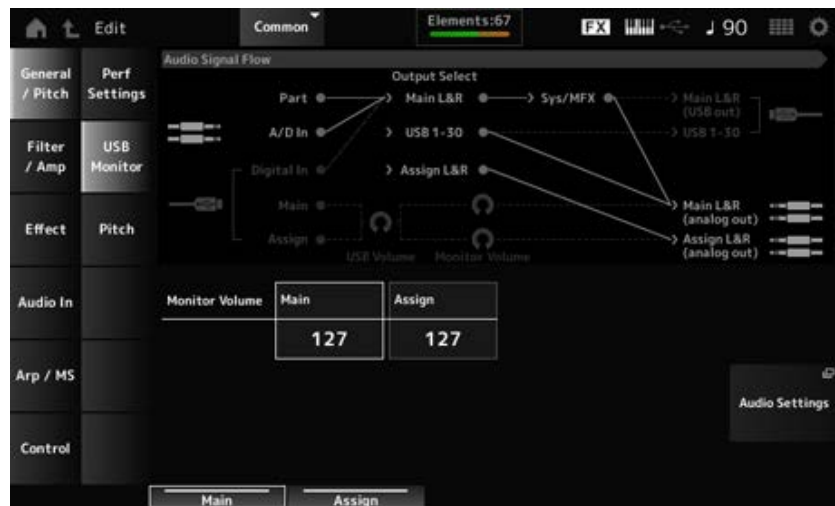 Edit
Common
Elements:67
FX
90
General / Pitch
Perf Settings
Filter / Amp
USB Monitor
Effect
Pitch
Audio In
Arp / MS
Control
Audio Signal Flow
Output Select
Part
Main L&R
Sys/MFX
Main L&R (USB out)
A/D In
USB 1-30
USB 1-30
Digital In
Assign L&R
Main
Main L&R (analog out)
Assign
Assign L&R (analog out)
USB Volume
Monitor Volume
Monitor Volume
Main
Assign
127
127
Audio Settings
Main
Assign